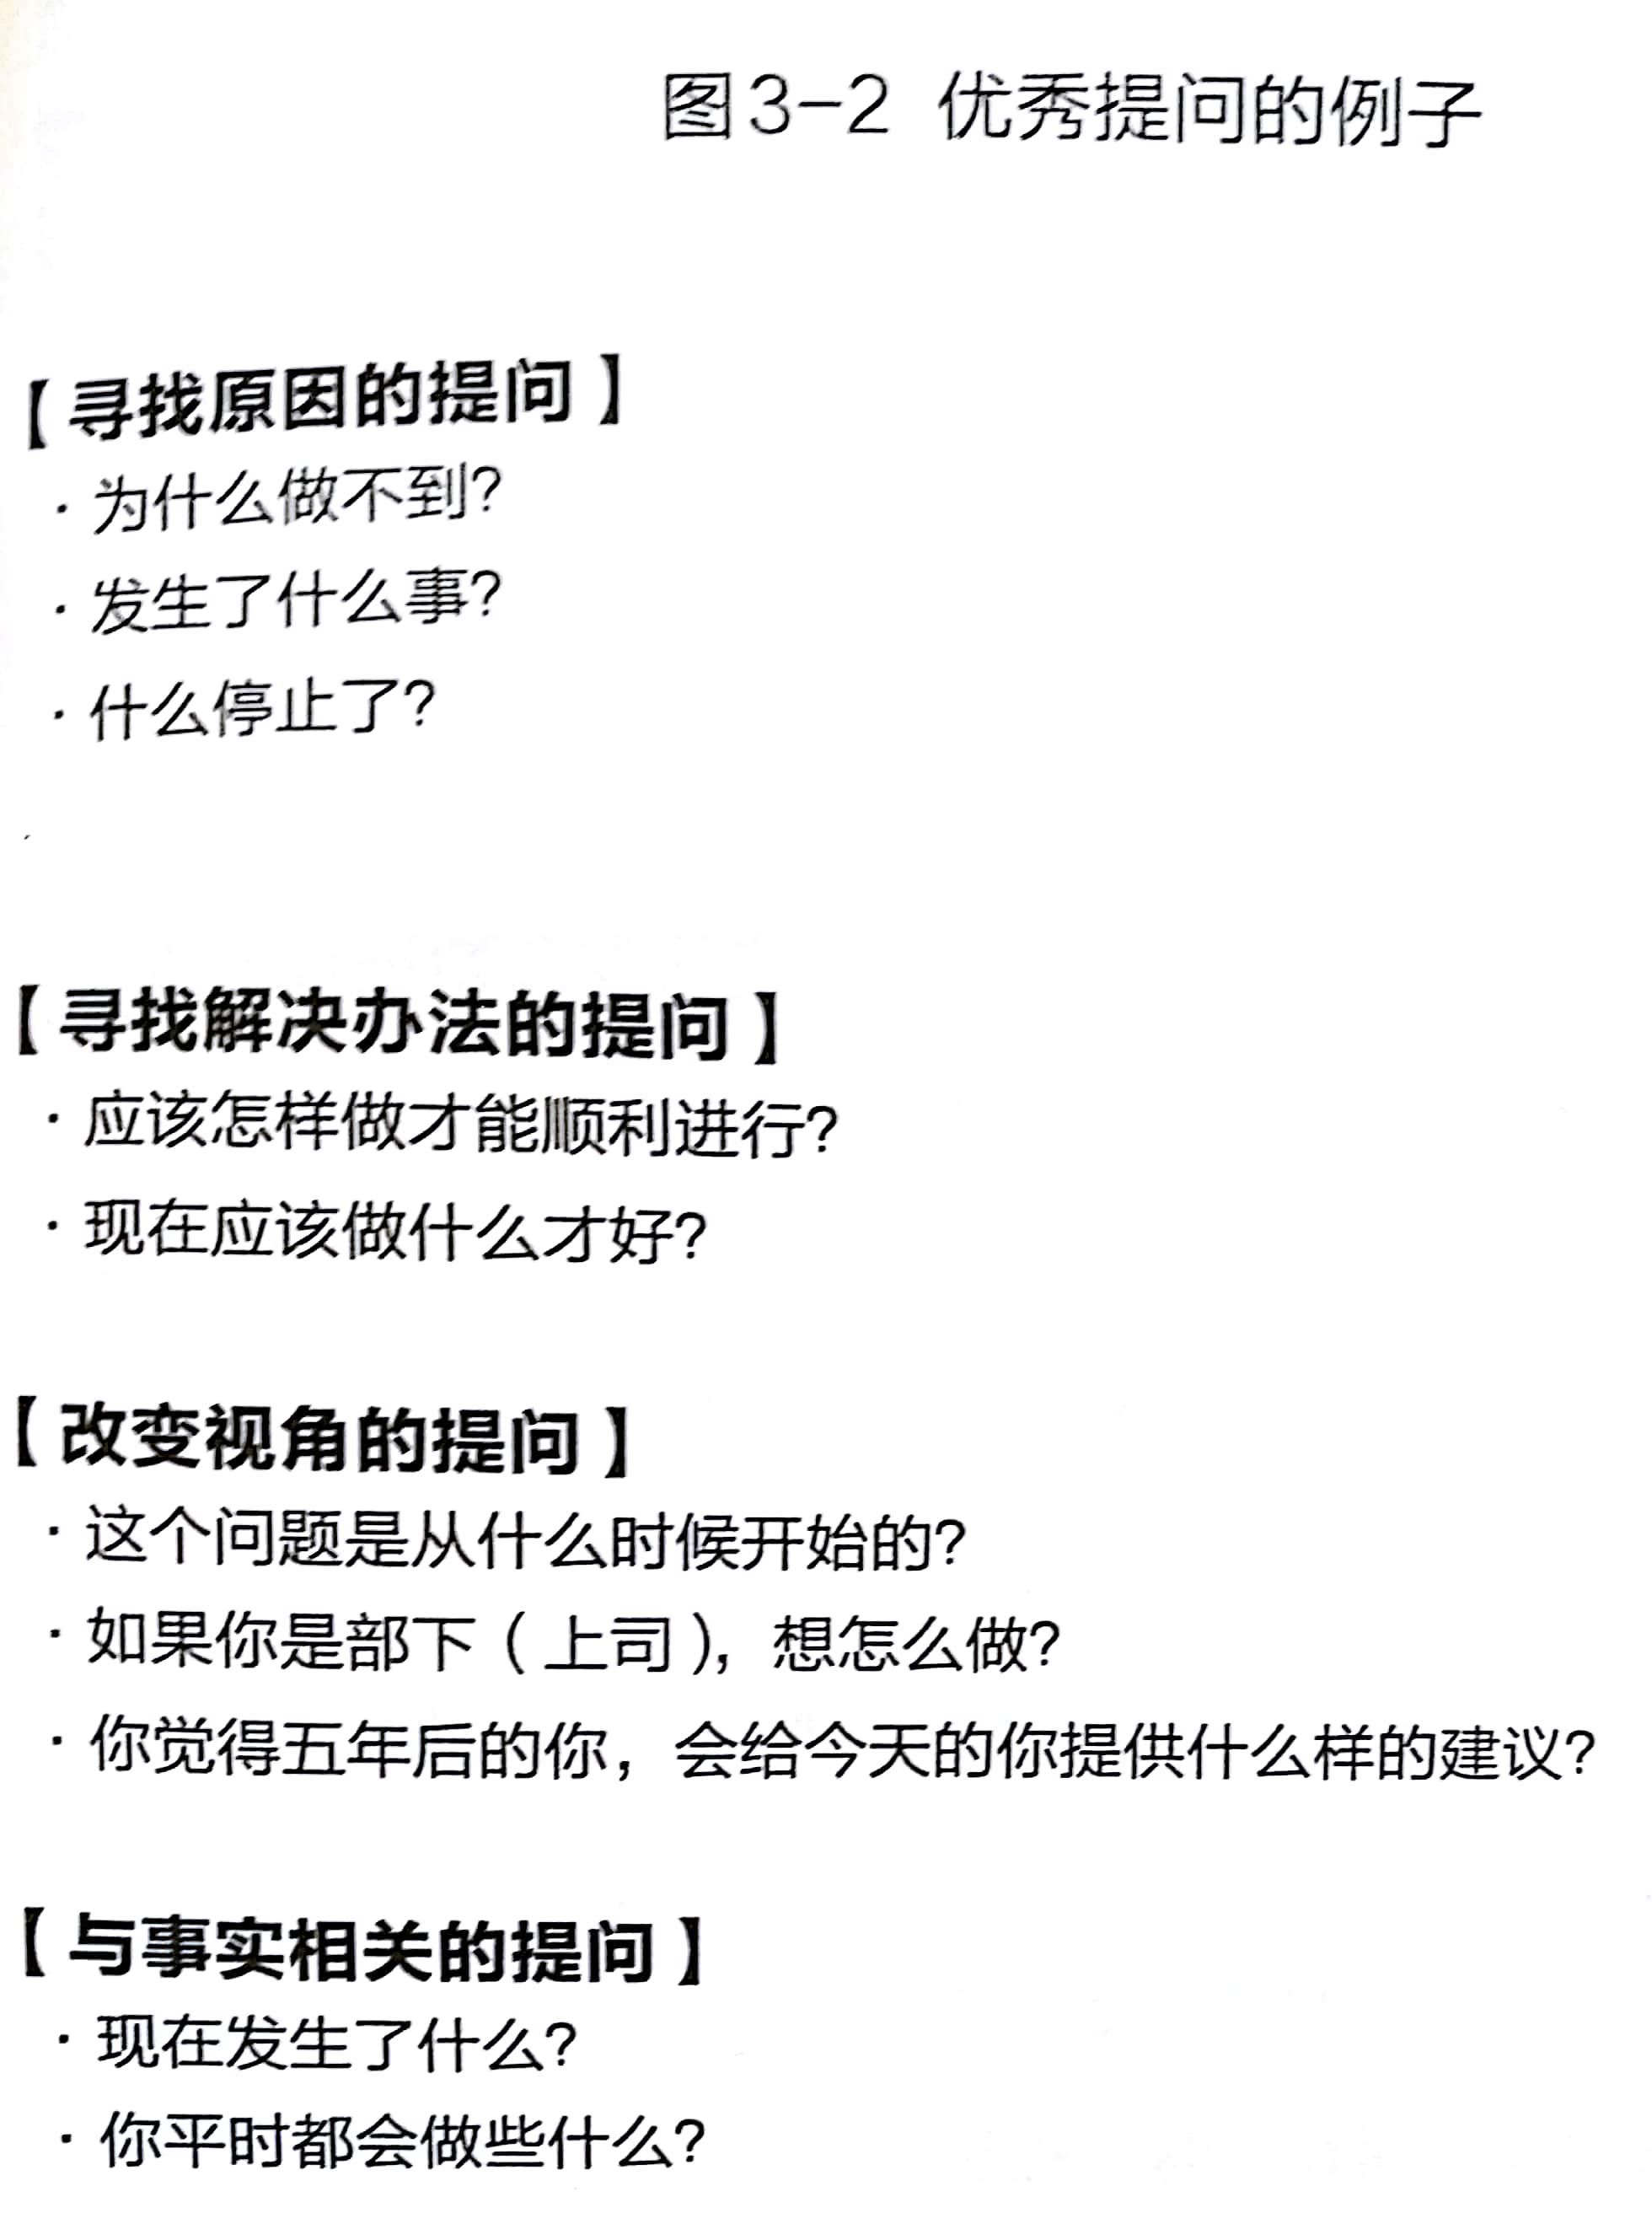 图3-2 优秀提问的例子
【寻找原因的提问】
· 为什么做不到?
· 发生了什么事?
· 什么停止了?
【寻找解决办法的提问】
· 应该怎样做才能顺利进行?
· 现在应该做什么才好?
【改变视角的提问】
· 这个问题是从什么时候开始的?
· 如果你是部下（上司），想怎么做?
· 你觉得五年后的你，会给今天的你提供什么样的建议?
【与事实相关的提问】
· 现在发生了什么?
· 你平时都会做些什么?